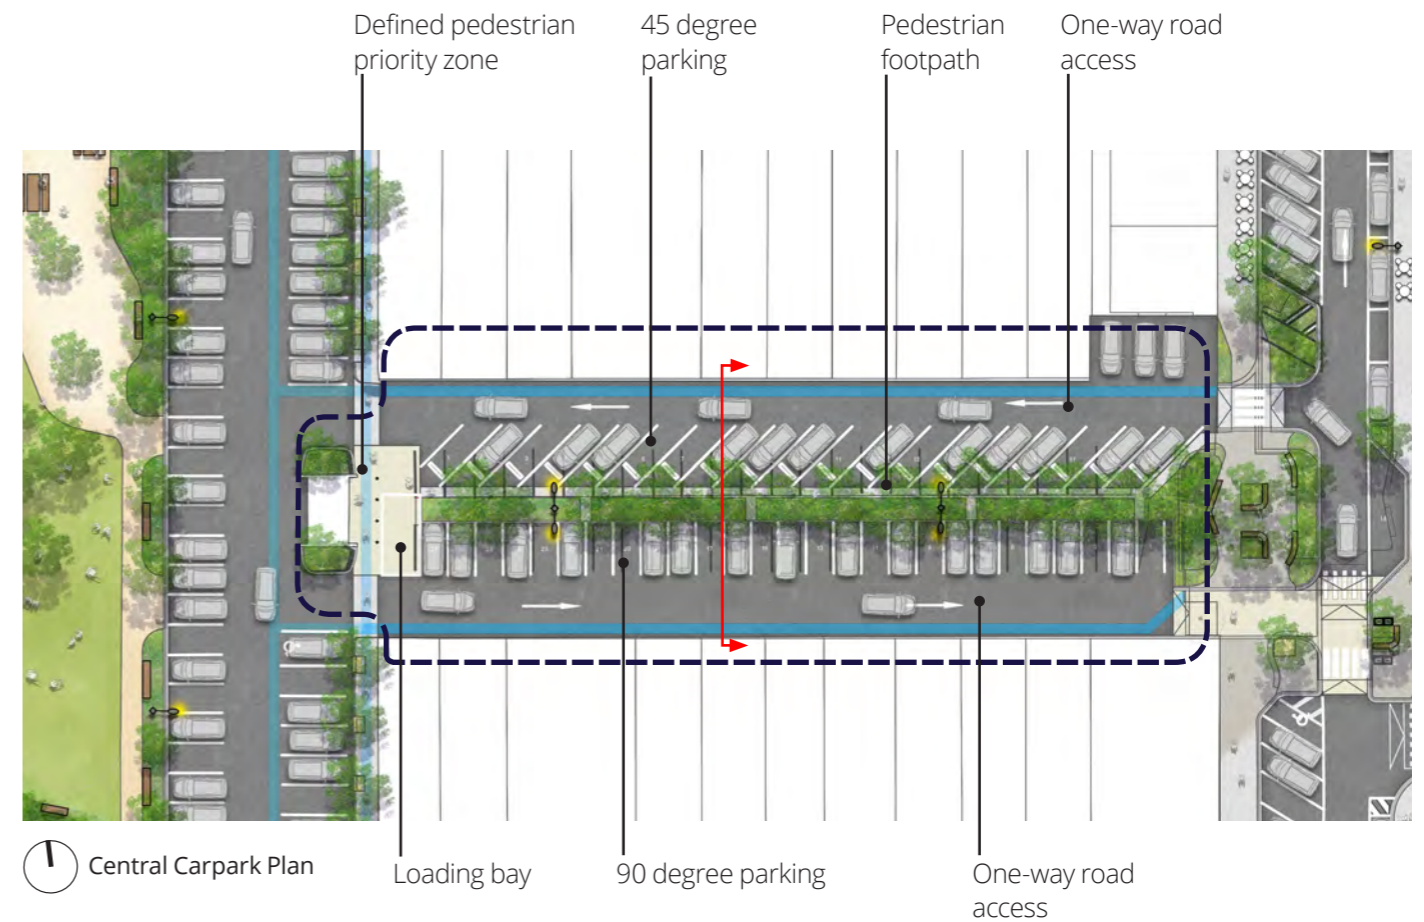 Defined pedestrian
priority zone
45 degree
parking
Pedestrian
footpath
One-way road
access
Central Carpark Plan
Loading bay
90 degree parking
One-way road
access